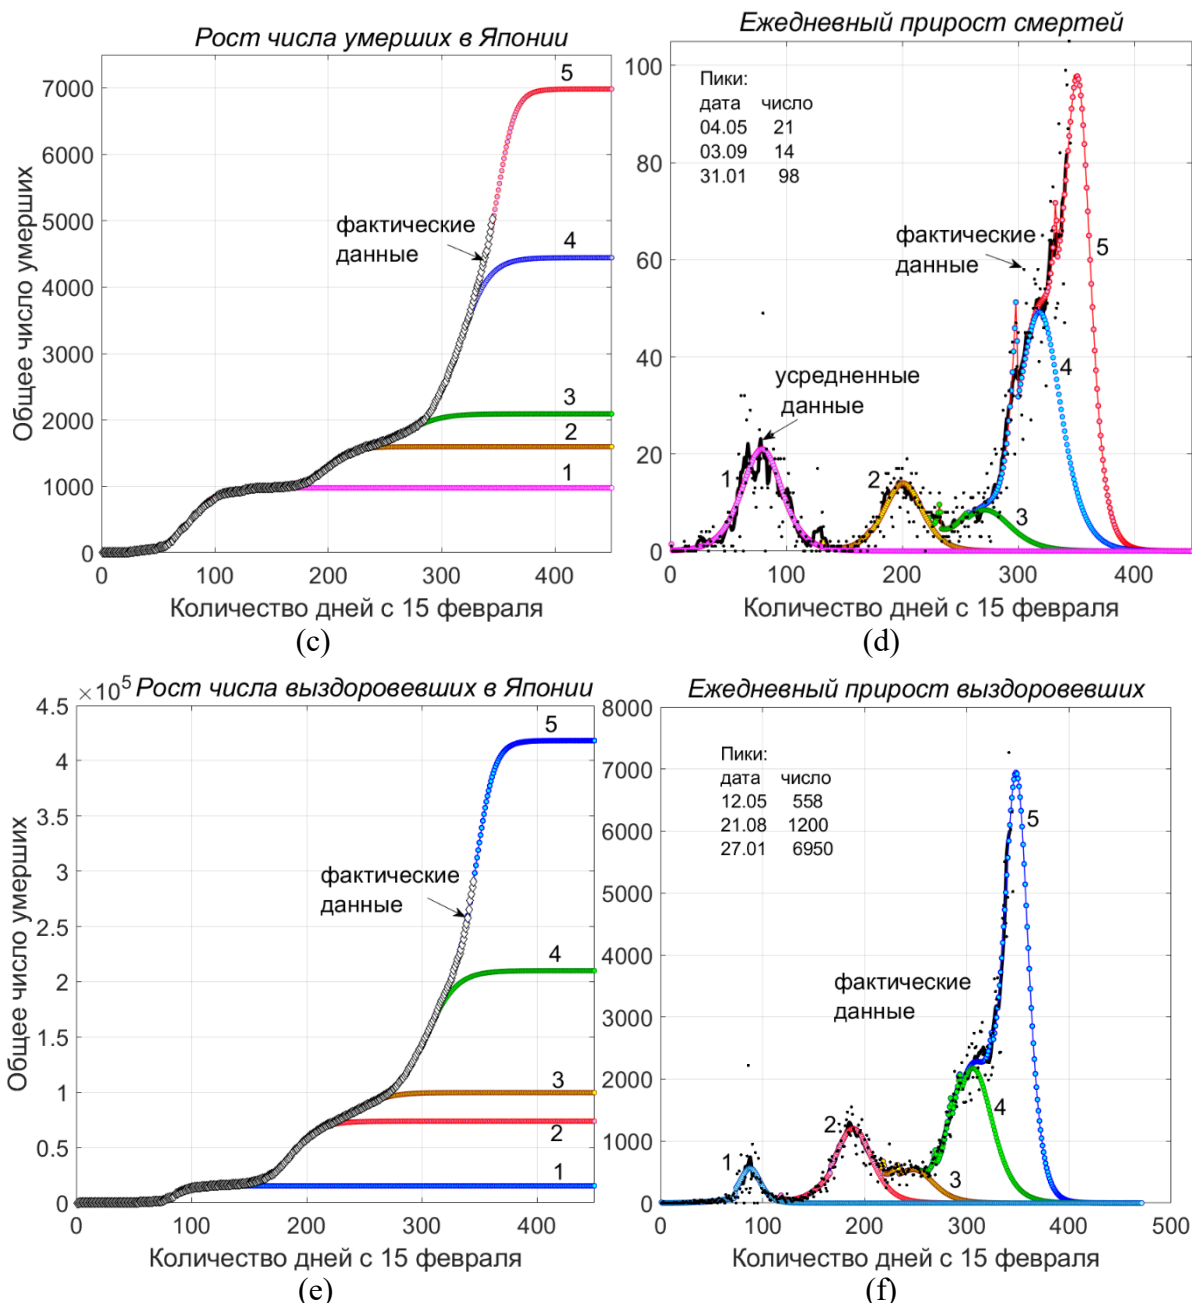 Рост числа умерших в Японии
Общее число умерших
7000
6000
5000
4000
3000
2000
1000
0
5
фактические
данные
4
3
2
1
0
100
200
300
400
Количество дней с 15 февраля
(c)
Ежедневный прирост смертей
100
80
60
40
20
0
Пики:
дата число
04.05 21
03.09 14
31.01 98
фактические
данные
5
усредненные
данные
4
1
2
3
0
100
200
300
400
Количество дней с 15 февраля
(d)
×10⁵
Рост числа выздоровевших в Японии
Общее число умерших
4.5
4
3.5
3
2.5
2
1.5
1
0.5
0
5
фактические
данные
4
3
2
1
0
100
200
300
400
Количество дней с 15 февраля
(e)
Ежедневный прирост выздоровевших
8000
7000
6000
5000
4000
3000
2000
1000
0
Пики:
дата число
12.05 558
21.08 1200
27.01 6950
5
фактические
данные
4
1
2
3
0
100
200
300
400
500
Количество дней с 15 февраля
(f)